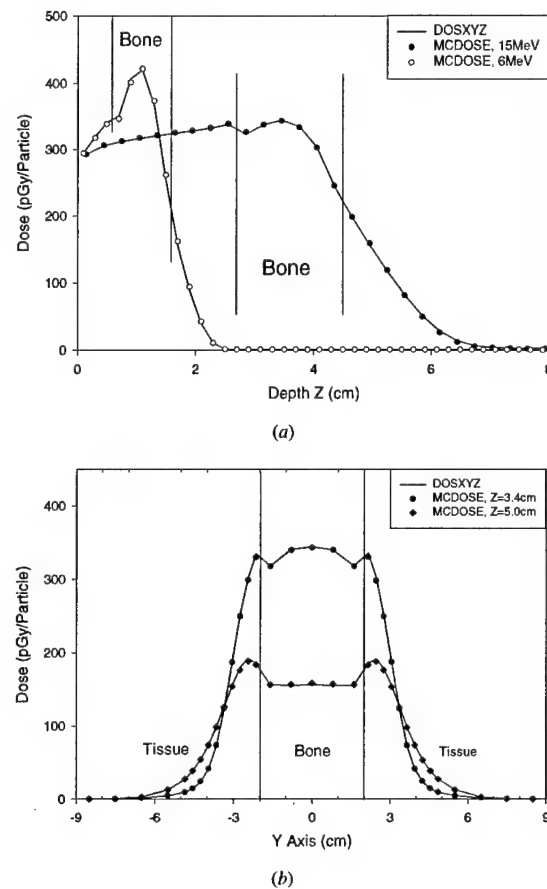 500
400
300
200
100
0
Dose (pGy/Particle)
Bone
Bone
DOSXYZ
MCDOSE, 15MeV
MCDOSE, 6MeV
0 2 4 6 8
Depth Z (cm)
(a)
400
300
200
100
0
Dose (pGy/Particle)
DOSXYZ
MCDOSE, Z=3.4cm
MCDOSE, Z=5.0cm
Tissue
Bone
Tissue
-9 -6 -3 0 3 6 9
Y Axis (cm)
(b)